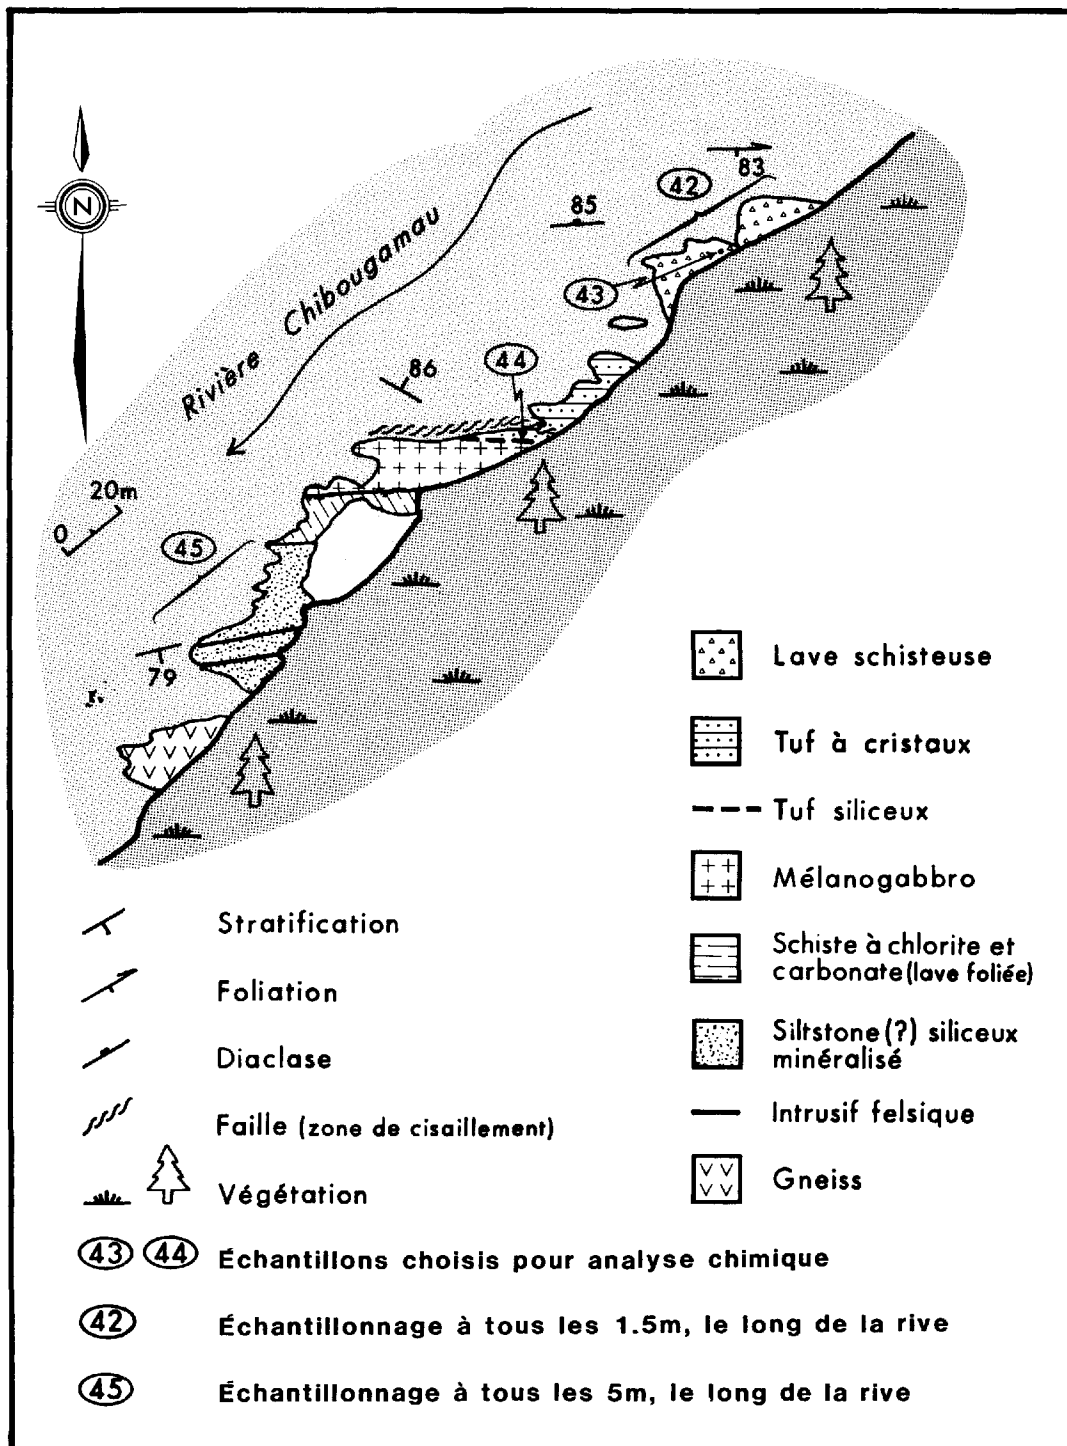 N
Rivière Chibougamau
83
42
85
43
44
86
20m
0
45
79
Lave schisteuse
Tuf à cristaux
Tuf siliceux
Mélanogabbro
Schiste à chlorite et
carbonate (lave foliée)
Siltstone (?) siliceux
minéralisé
Intrusif felsique
Gneiss
Stratification
Foliation
Diaclase
Faille (zone de cisaillement)
Végétation
43 44 Échantillons choisis pour analyse chimique
42 Échantillonnage à tous les 1.5m, le long de la rive
45 Échantillonnage à tous les 5m, le long de la rive